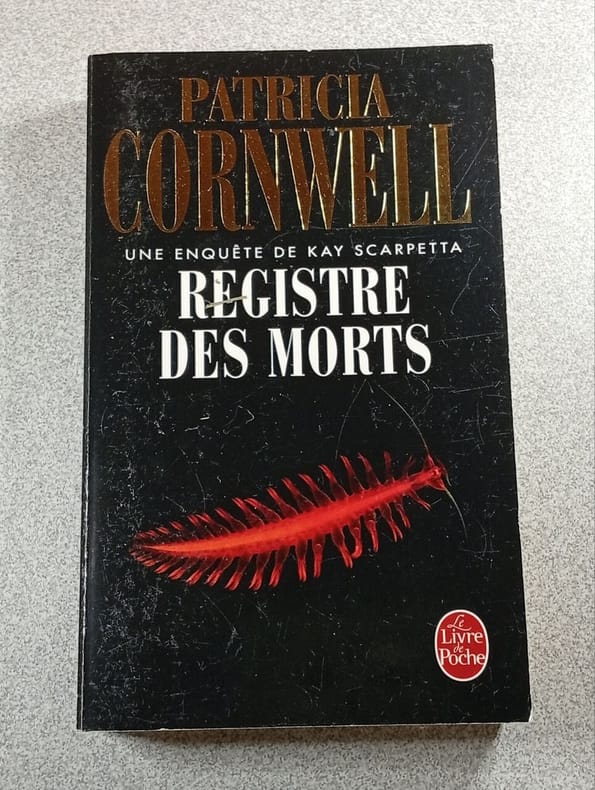 PATRICIA
CORNWELL
UNE ENQUÊTE DE KAY SCARPETTA
REGISTRE
DES MORTS
Le
Livre
de
Poche